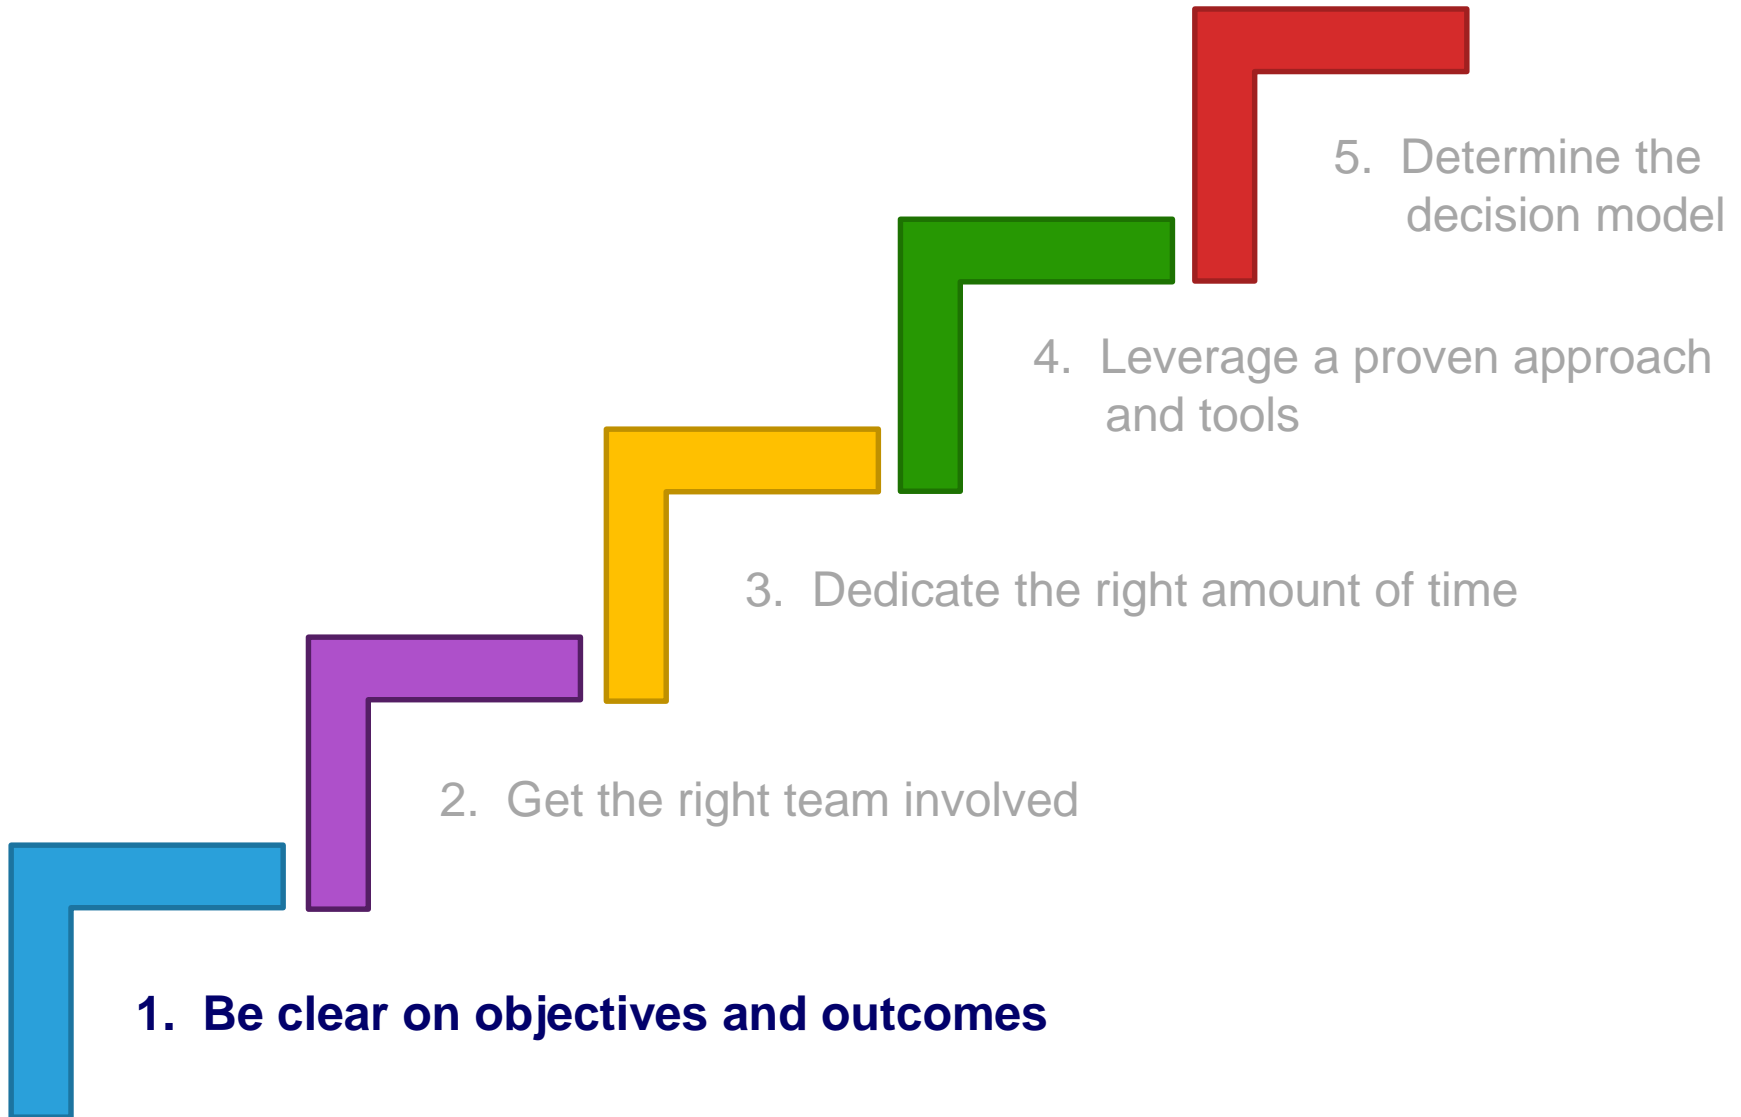 5. Determine the
decision model
4. Leverage a proven approach
and tools
3. Dedicate the right amount of time
2. Get the right team involved
1. Be clear on objectives and outcomes